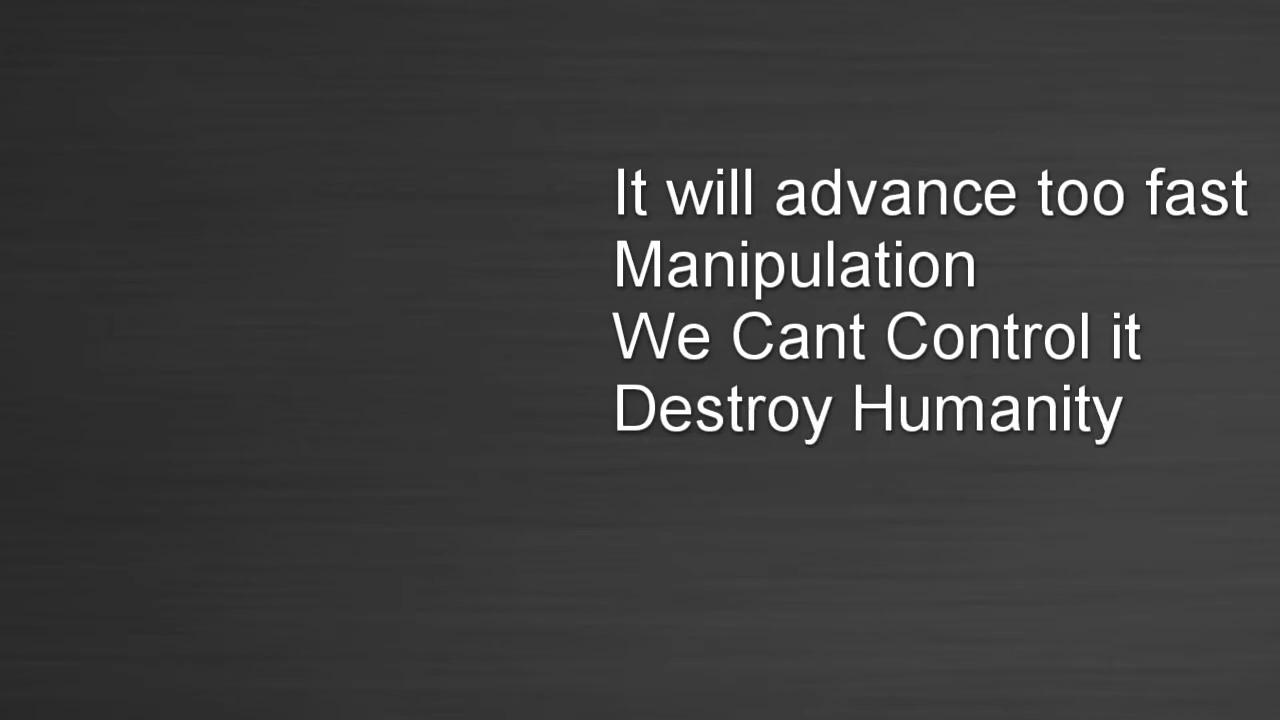 It will advance too fast
Manipulation
We Cant Control it
Destroy Humanity